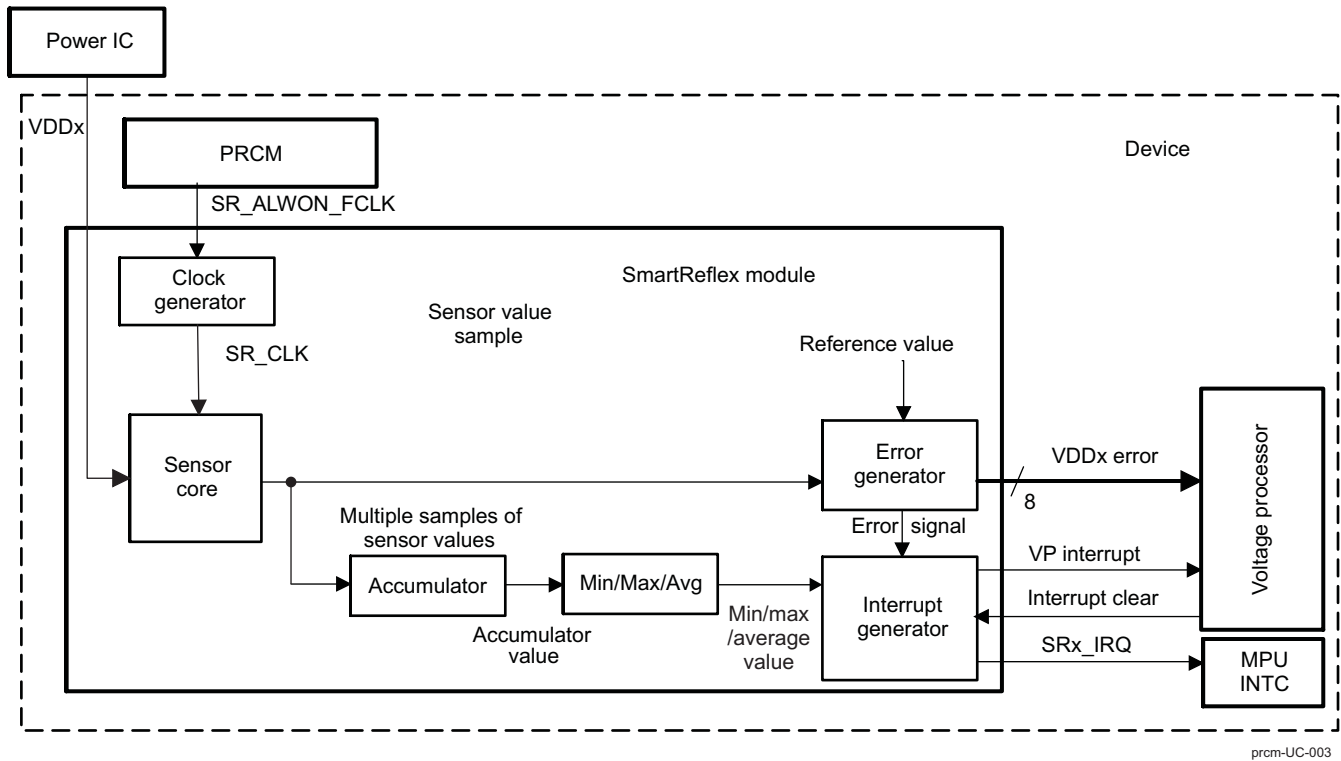 Power IC
VDDx
PRCM
Device
SR_ALWON_FCLK
Clock
generator
SmartReflex module
Sensor value
sample
SR_CLK
Reference value
Sensor
core
Error
generator
VDDx error
8
Voltage processor
Multiple samples of
sensor values
Error signal
Accumulator
Min/Max/Avg
Interrupt
generator
VP interrupt
Interrupt clear
Accumulator
value
Min/max
/average
value
SRx_IRQ
MPU
INTC
prcm-UC-003